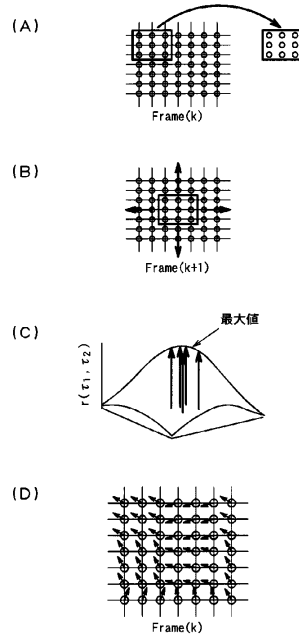 (A)
Frame(k)
(B)
Frame(k+1)
(C)
最大値
r(τ1, τ2)
(D)
Frame(k)